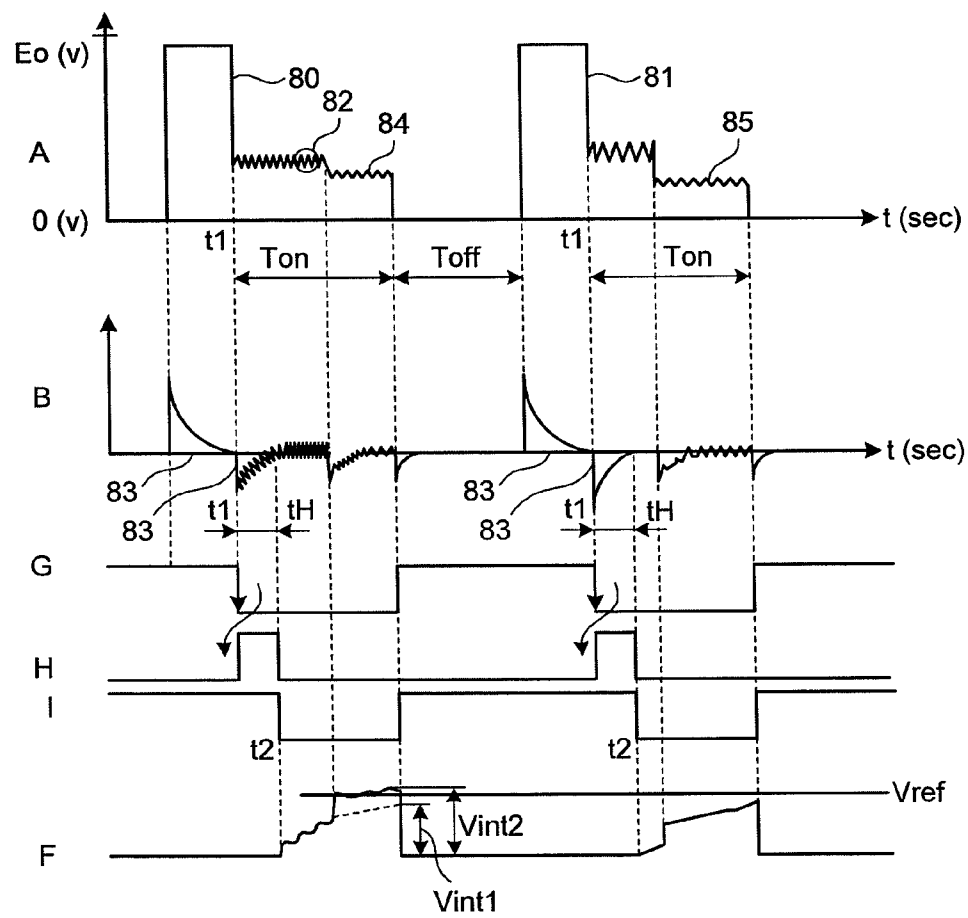 Eo (v)
80
81
82
84
85
A
0 (v)
t (sec)
t1
t1
Ton
Toff
Ton
B
t (sec)
83
83
t1
tH
83
83
t1
tH
G
H
I
t2
t2
Vref
Vint2
F
Vint1